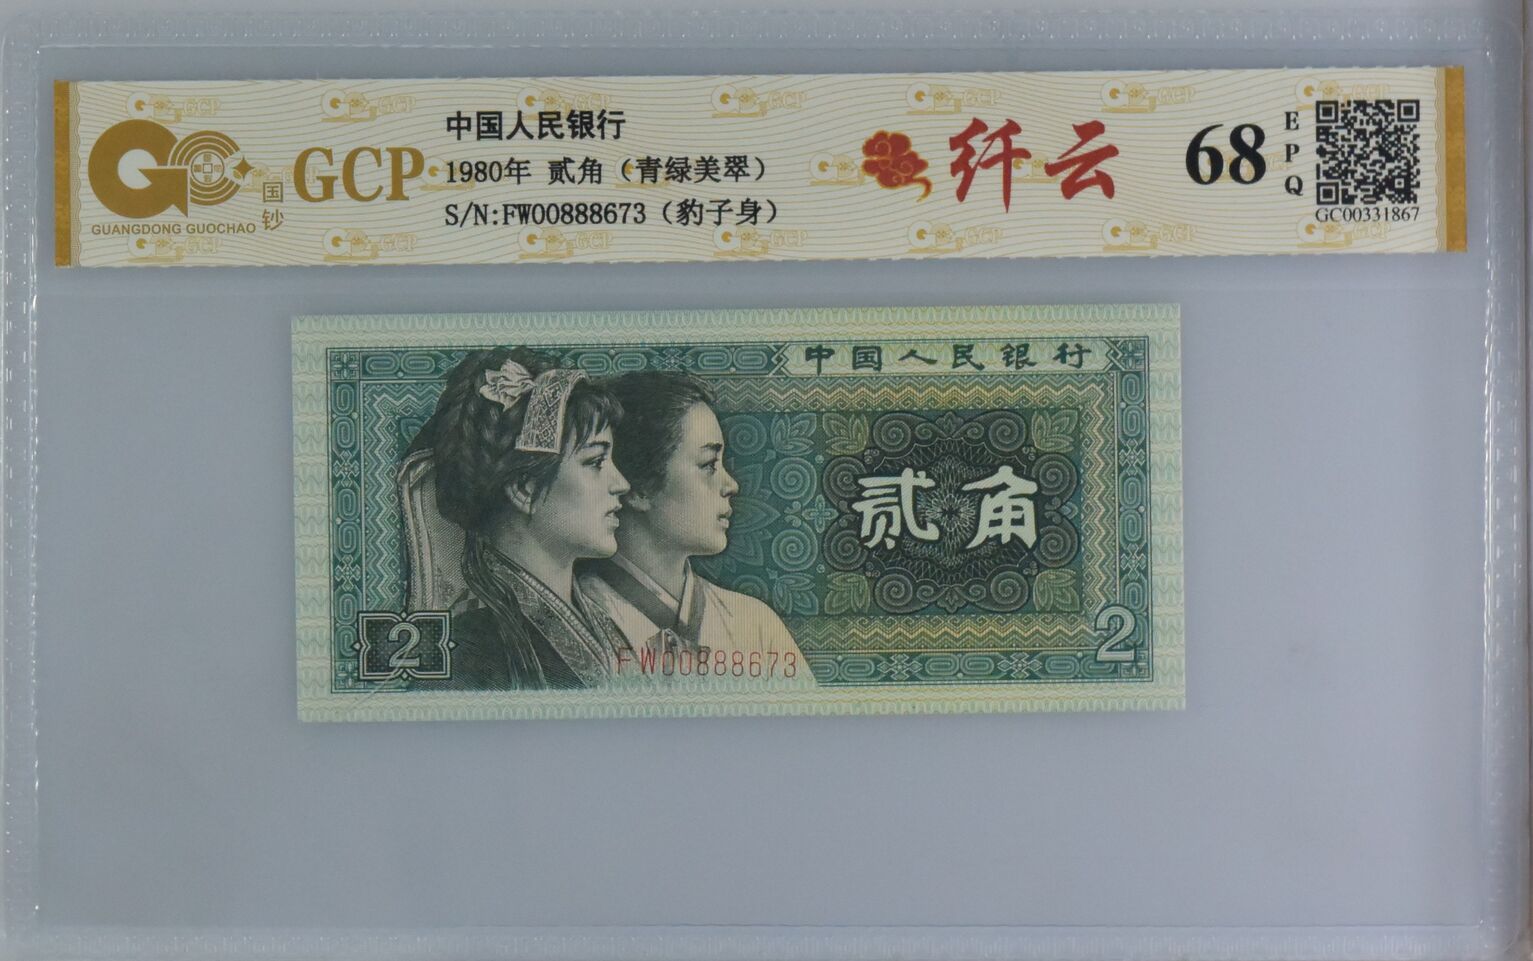 GCP
国钞
GUANGDONG GUOCHAO
中国人民银行
1980年 贰角（青绿美翠）
S/N:FW00888673（豹子身）
纤云
68
EPQ
GC00331867
中国人民银行
贰角
2
2
FW00888673